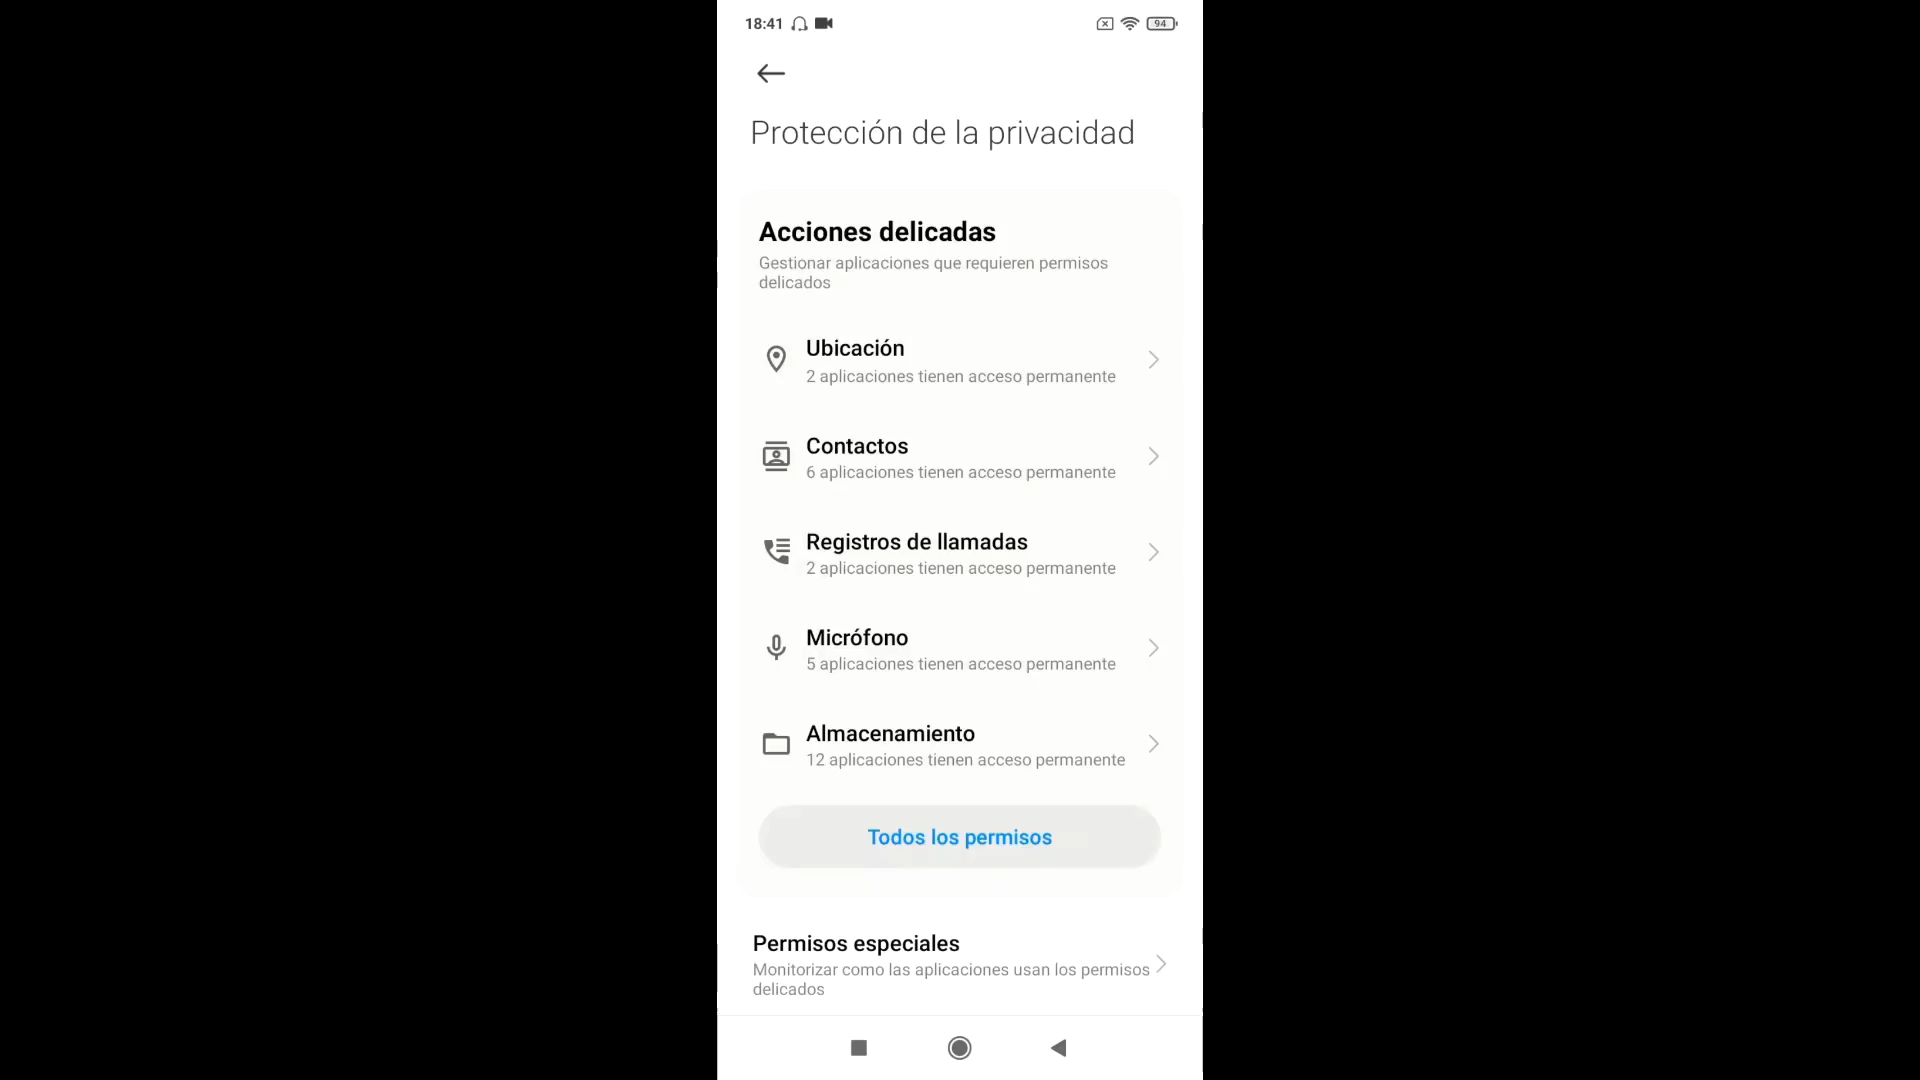 18:41
94
Protección de la privacidad
Acciones delicadas
Gestionar aplicaciones que requieren permisos
delicados
Ubicación
2 aplicaciones tienen acceso permanente
Contactos
6 aplicaciones tienen acceso permanente
Registros de llamadas
2 aplicaciones tienen acceso permanente
Micrófono
5 aplicaciones tienen acceso permanente
Almacenamiento
12 aplicaciones tienen acceso permanente
Todos los permisos
Permisos especiales
Monitorizar como las aplicaciones usan los permisos
delicados